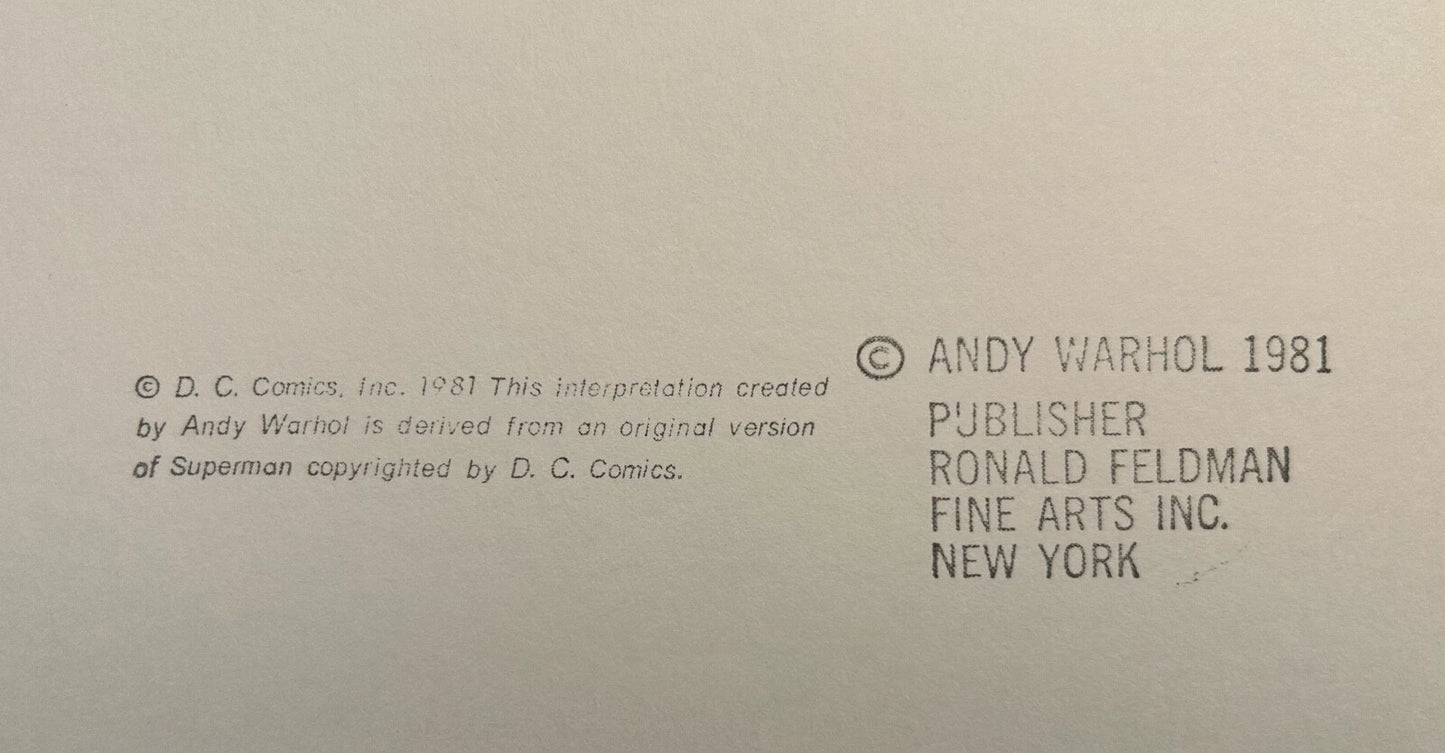 © D. C. Comics, Inc. 1981 This interpretation created
by Andy Warhol is derived from an original version
of Superman copyrighted by D. C. Comics.
© ANDY WARHOL 1981
PUBLISHER
RONALD FELDMAN
FINE ARTS INC.
NEW YORK